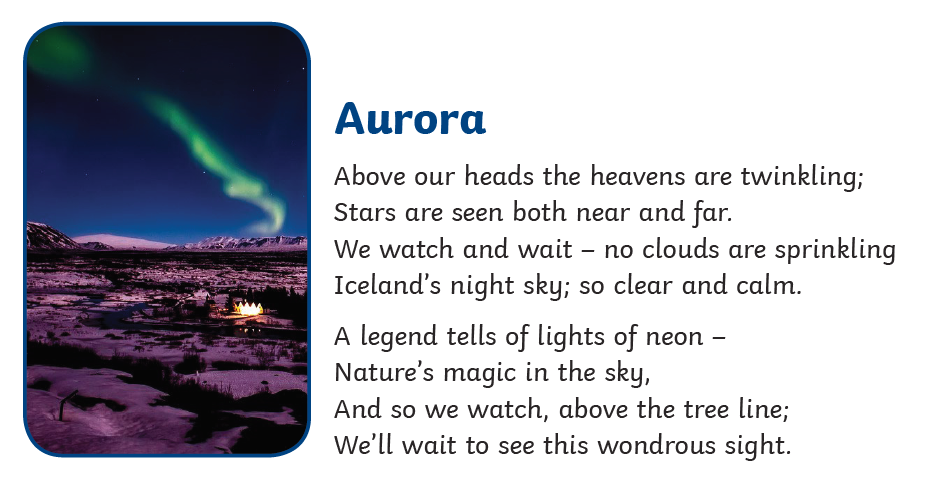 Aurora
Above our heads the heavens are twinkling;
Stars are seen both near and far.
We watch and wait – no clouds are sprinkling
Iceland’s night sky; so clear and calm.
A legend tells of lights of neon –
Nature’s magic in the sky,
And so we watch, above the tree line;
We’ll wait to see this wondrous sight.